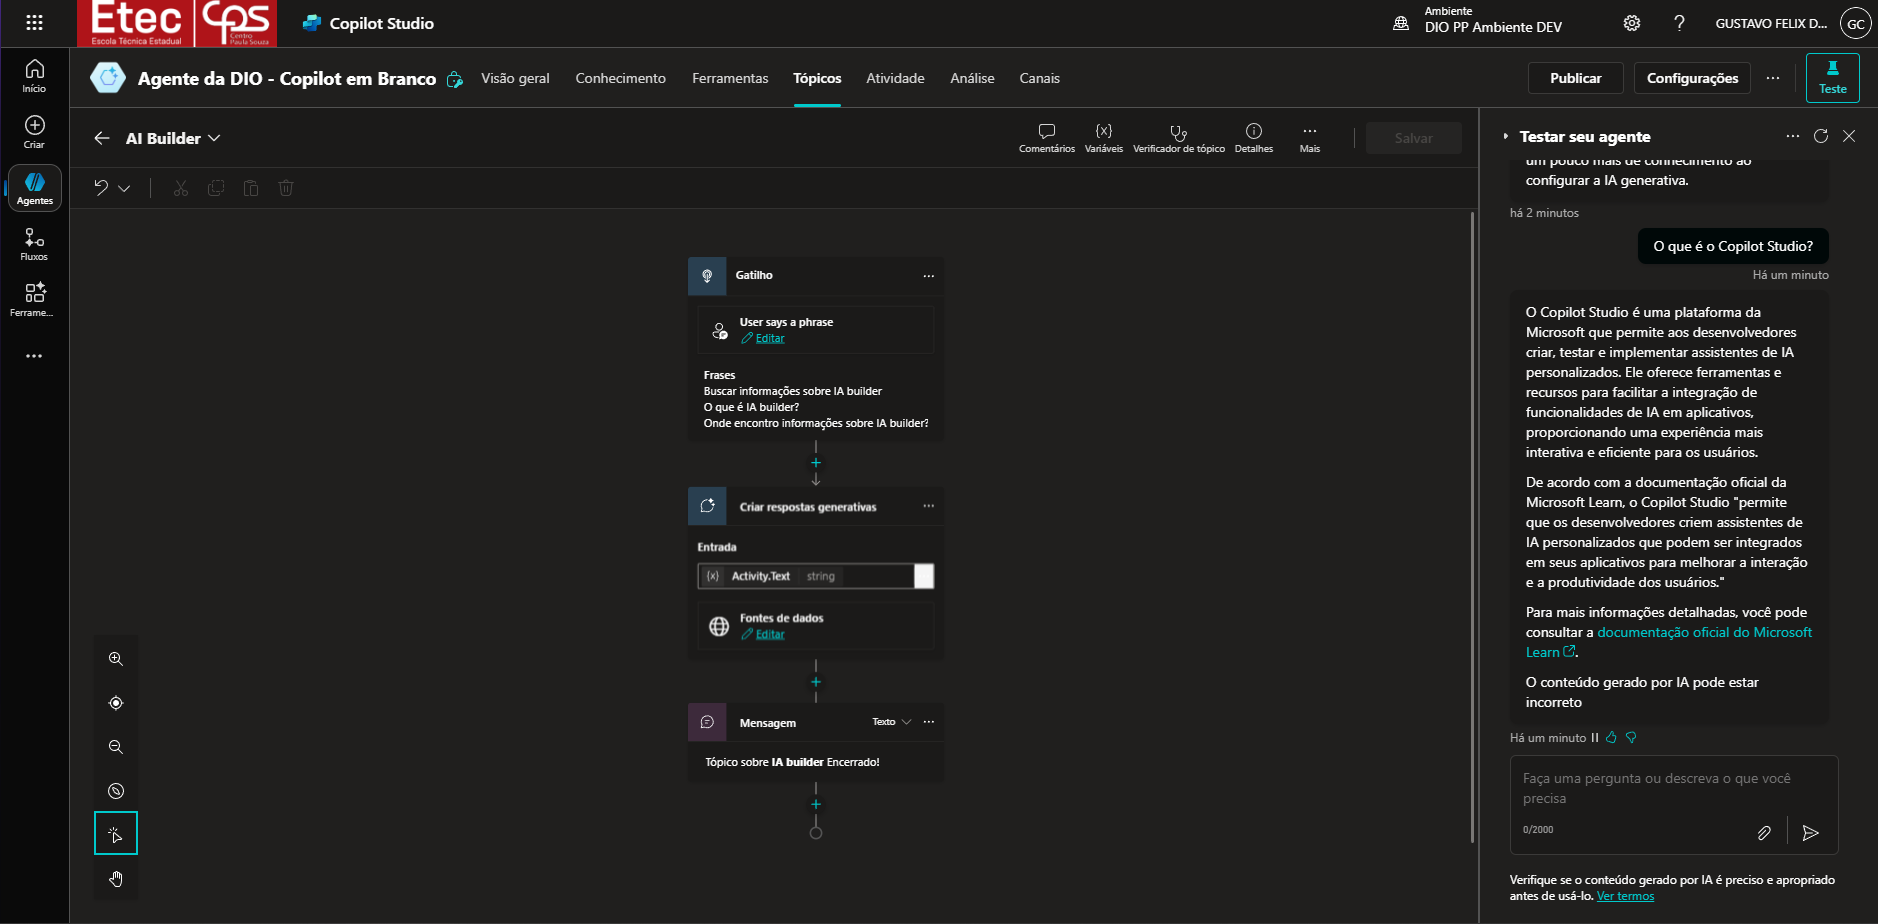 Etec
Escola Técnica Estadual
CPS
Centro
Paula Souza
Copilot Studio
Ambiente
DIO PP Ambiente DEV
GUSTAVO FELIX D...
GC
Início
Criar
Agentes
Fluxos
Ferrame...
Agente da DIO - Copilot em Branco
Visão geral
Conhecimento
Ferramentas
Tópicos
Atividade
Análise
Canais
Publicar
Configurações
Teste
AI Builder
Comentários
Variáveis
Verificador de tópico
Detalhes
Mais
Salvar
Gatilho
User says a phrase
Editar
Frases
Buscar informações sobre IA builder
O que é IA builder?
Onde encontro informações sobre IA builder?
Criar respostas generativas
Entrada
{x} Activity.Text string
Fontes de dados
Editar
Mensagem
Texto
Tópico sobre IA builder Encerrado!
Testar seu agente
um pouco mais de conhecimento ao
configurar a IA generativa.
há 2 minutos
O que é o Copilot Studio?
Há um minuto
O Copilot Studio é uma plataforma da
Microsoft que permite aos desenvolvedores
criar, testar e implementar assistentes de IA
personalizados. Ele oferece ferramentas e
recursos para facilitar a integração de
funcionalidades de IA em aplicativos,
proporcionando uma experiência mais
interativa e eficiente para os usuários.
De acordo com a documentação oficial da
Microsoft Learn, o Copilot Studio "permite
que os desenvolvedores criem assistentes de
IA personalizados que podem ser integrados
em seus aplicativos para melhorar a interação
e a produtividade dos usuários."
Para mais informações detalhadas, você pode
consultar a documentação oficial do Microsoft
Learn.
O conteúdo gerado por IA pode estar
incorreto
Há um minuto
Faça uma pergunta ou descreva o que você
precisa
0/2000
Verifique se o conteúdo gerado por IA é preciso e apropriado
antes de usá-lo. Ver termos